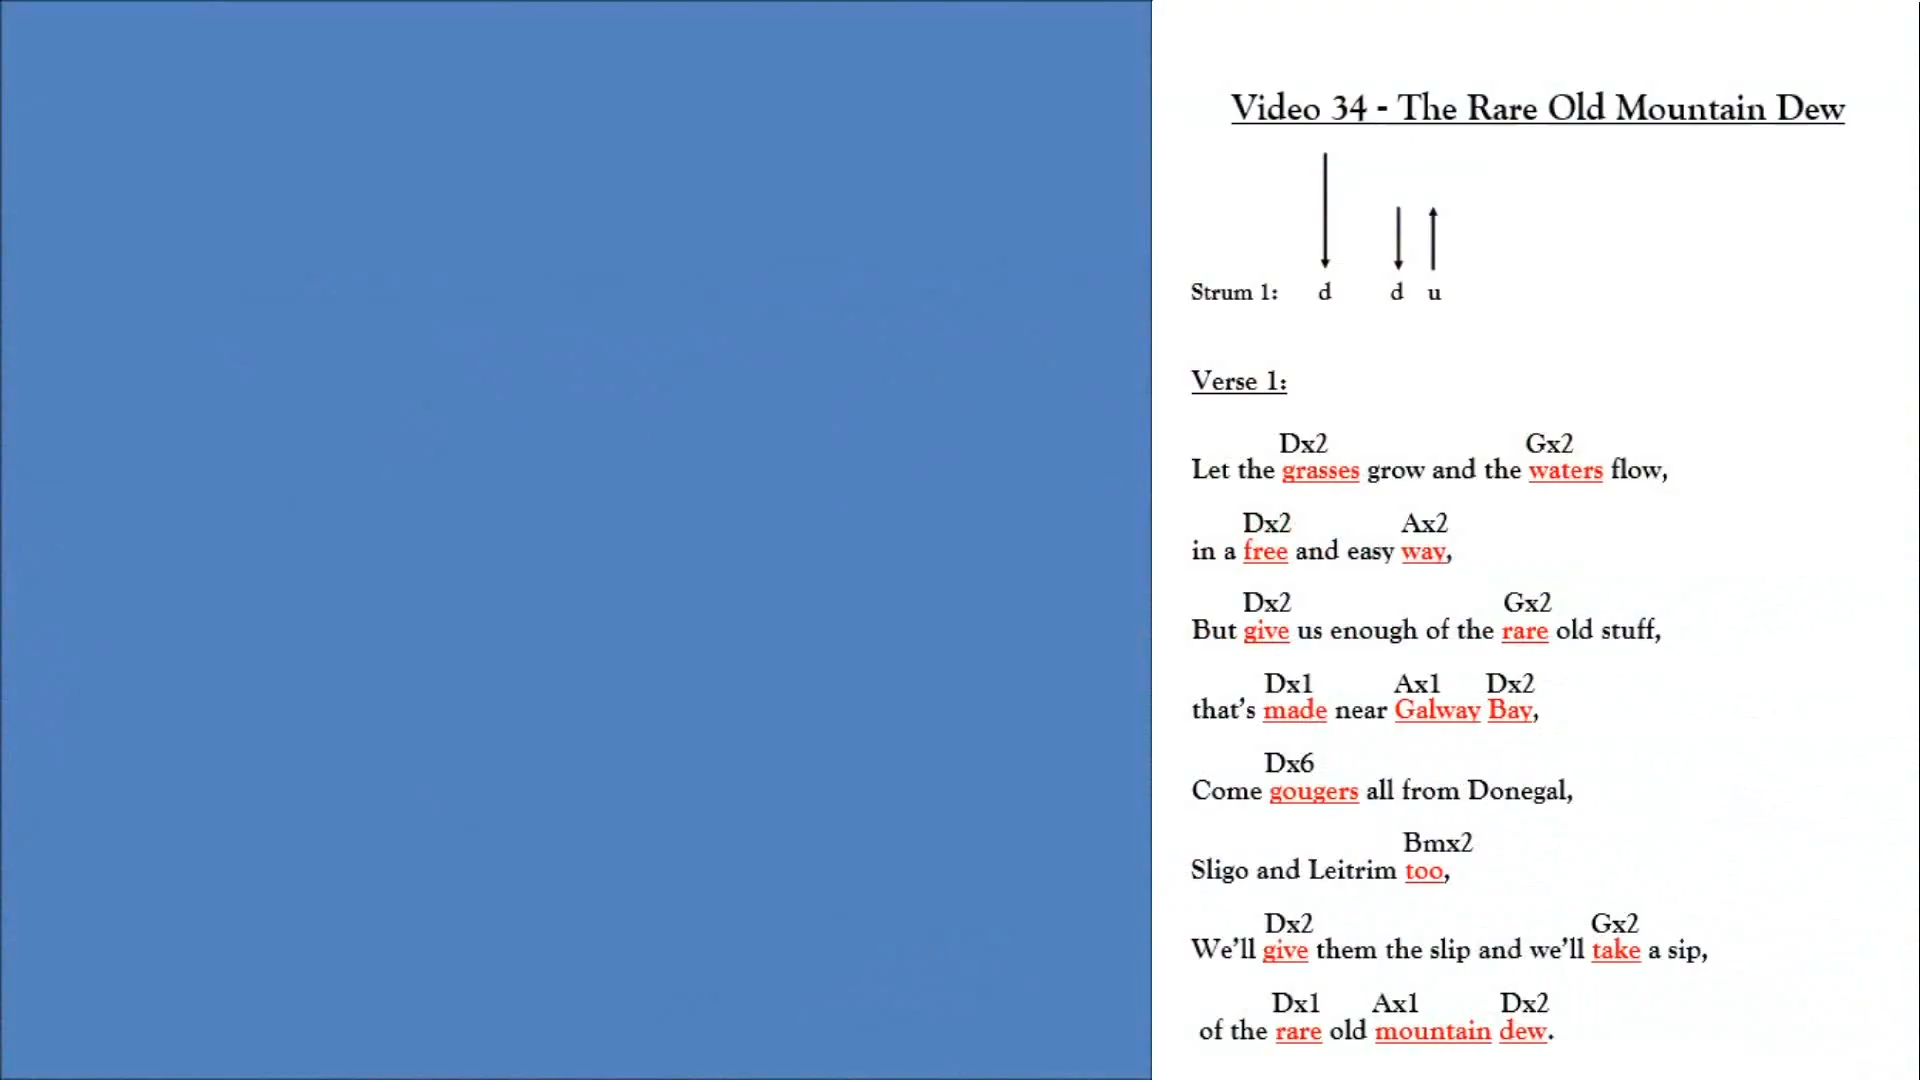 Video 34 - The Rare Old Mountain Dew
Strum 1: d d u
Verse 1:
Dx2 Gx2
Let the grasses grow and the waters flow,
Dx2 Ax2
in a free and easy way,
Dx2 Gx2
But give us enough of the rare old stuff,
Dx1 Ax1 Dx2
that's made near Galway Bay,
Dx6
Come gougers all from Donegal,
Bmx2
Sligo and Leitrim too,
Dx2 Gx2
We'll give them the slip and we'll take a sip,
Dx1 Ax1 Dx2
of the rare old mountain dew.